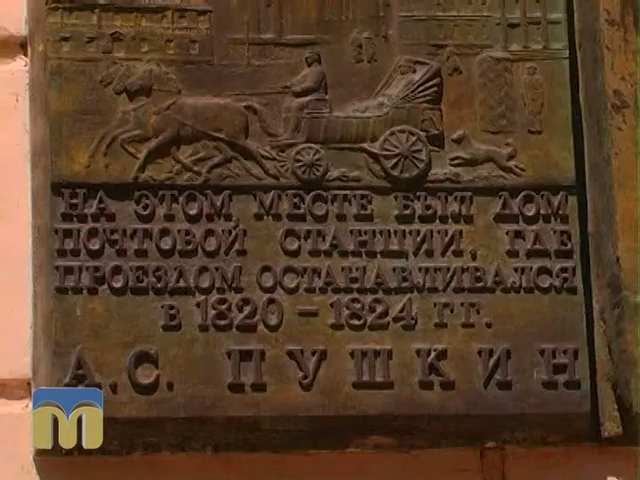 НА ЭТОМ МЕСТЕ БЫЛ ДОМ
ПОЧТОВОЙ СТАНЦИИ, ГДЕ
ПРОЕЗДОМ ОСТАНАВЛИВАЛСЯ
В 1820 – 1824 ГГ.
А.С. ПУШКИН
М